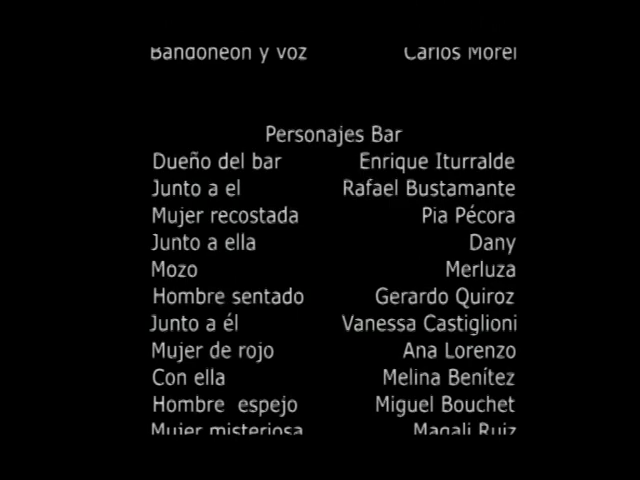 Bandoneon y voz Carlos Morel
Personajes Bar
Dueño del bar Enrique Iturralde
Junto a el Rafael Bustamante
Mujer recostada Pia Pécora
Junto a ella Dany
Mozo Merluza
Hombre sentado Gerardo Quiroz
Junto a él Vanessa Castiglioni
Mujer de rojo Ana Lorenzo
Con ella Melina Benítez
Hombre espejo Miguel Bouchet
Mujer misteriosa Magali Ruiz